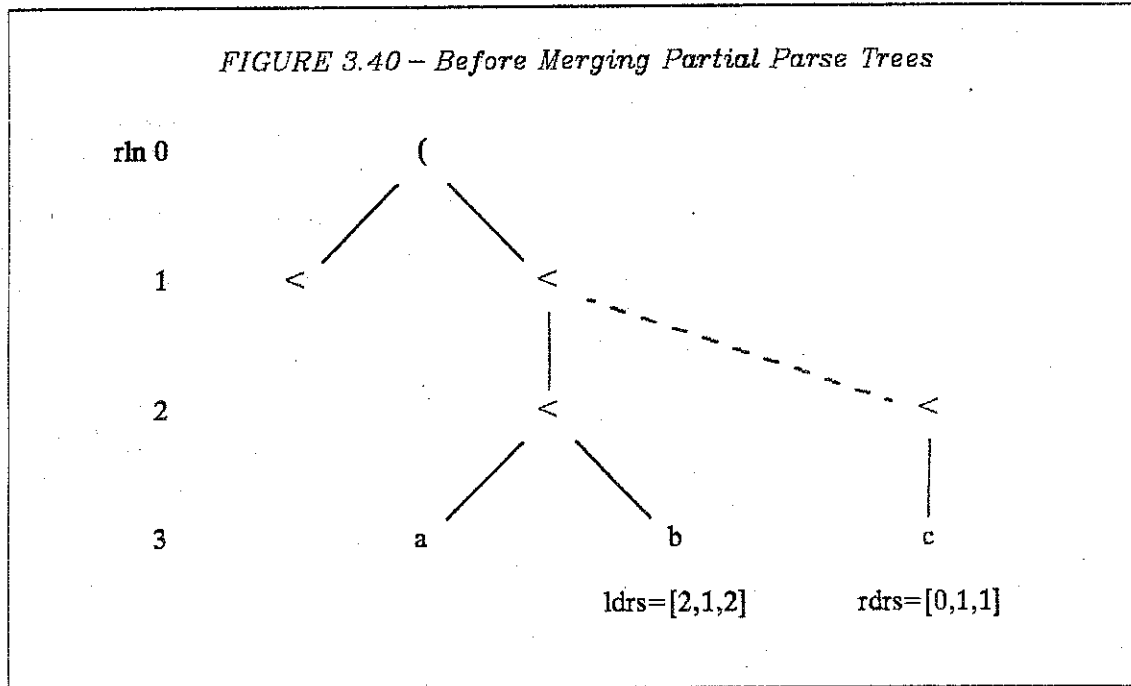 FIGURE 3.40 – Before Merging Partial Parse Trees
rln 0 (
1 < <
2 < <
3 a b c
ldrs=[2,1,2] rdrs=[0,1,1]